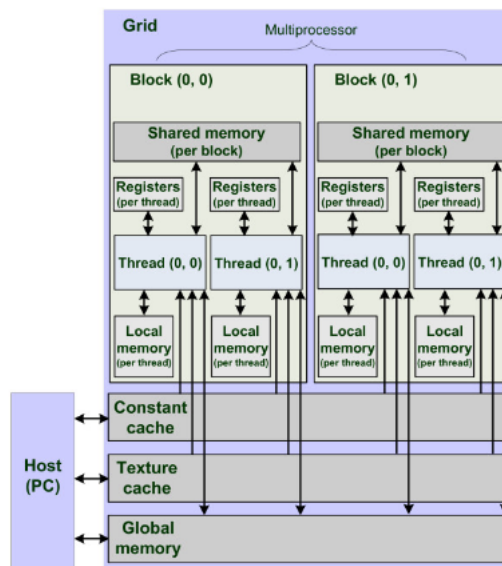 Grid
Multiprocessor
Block (0, 0)
Block (0, 1)
Shared memory
(per block)
Shared memory
(per block)
Registers
(per thread)
Registers
(per thread)
Registers
(per thread)
Registers
(per thread)
Thread (0, 0)
Thread (0, 1)
Thread (0, 0)
Thread (0, 1)
Local
memory
(per thread)
Local
memory
(per thread)
Local
memory
(per thread)
Local
memory
(per thread)
Host
(PC)
Constant
cache
Texture
cache
Global
memory